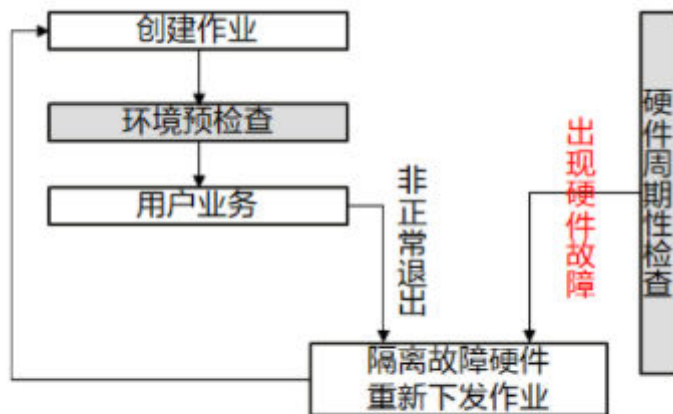 创建作业
环境预检查
用户业务
非正常退出
出现硬件故障
硬件周期性检查
隔离故障硬件
重新下发作业